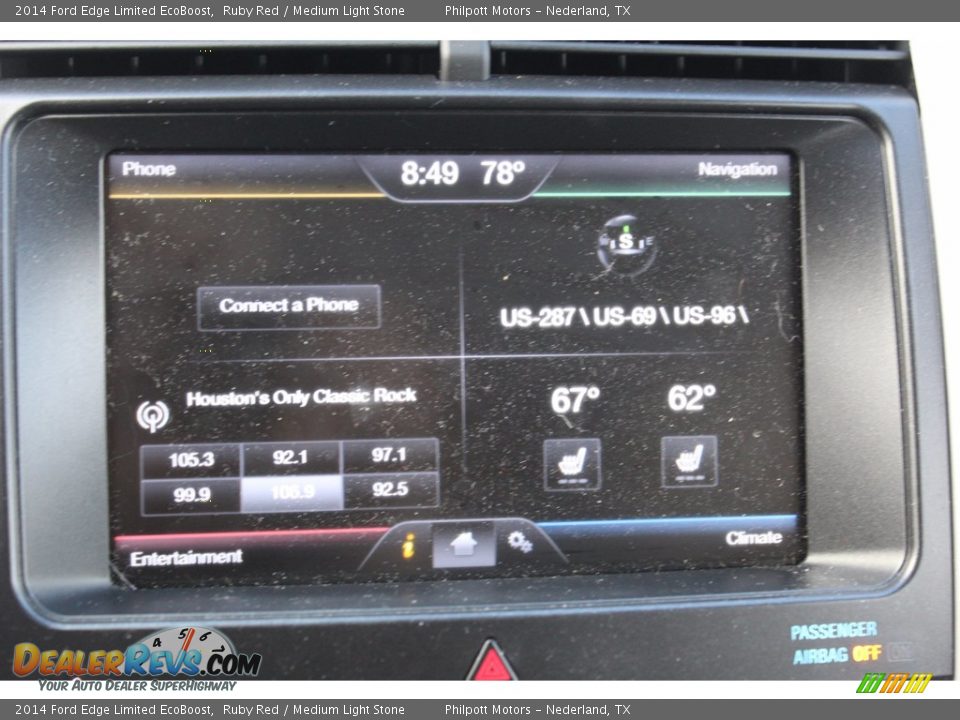 2014 Ford Edge Limited EcoBoost, Ruby Red / Medium Light Stone Philpott Motors – Nederland, TX
Phone 8:49 78° Navigation
S E
Connect a Phone
US-287 \ US-69 \ US-96 \
Houston's Only Classic Rock
67° 62°
105.3 92.1 97.1
99.9 106.9 92.5
Entertainment i Climate
PASSENGER
AIRBAG OFF
4 5 6
DEALERREVS.COM
YOUR AUTO DEALER SUPERHIGHWAY
2014 Ford Edge Limited EcoBoost, Ruby Red / Medium Light Stone Philpott Motors – Nederland, TX